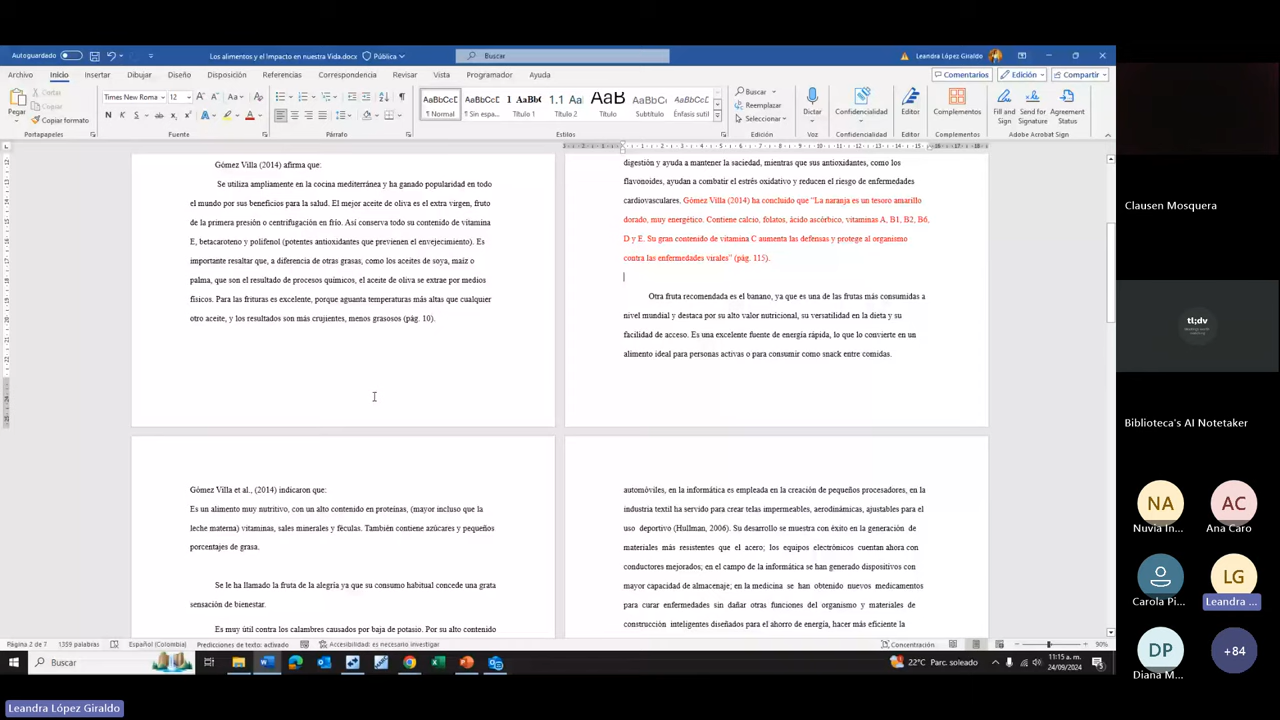 Autoguardado
Los alimentos y el Impacto en nuestra Vida.docx
Pública
Buscar
Leandra López Giraldo
Archivo Inicio Insertar Dibujar Diseño Disposición Referencias Correspondencia Revisar Vista Programador Ayuda
Comentarios Edición Compartir
Pegar
Cortar
Copiar
Copiar formato
Portapapeles
Times New Roma 12
Fuente
Párrafo
AaBbCcD AaBbCcD 1 AaBbC 1.1 Aa AaB AaBbCc AaBbCcD
¶ Normal ¶ Sin espa... Título 1 Título 2 Título Subtítulo Énfasis sutil
Estilos
Buscar
Reemplazar
Seleccionar
Edición
Dictar
Voz
Confidencialidad
Confidencialidad
Editor
Editor
Complementos
Complementos
Fill and Sign
Send for Signature
Agreement Status
Adobe Acrobat Sign
Gómez Villa (2014) afirma que:
Se utiliza ampliamente en la cocina mediterránea y ha ganado popularidad en todo
el mundo por sus beneficios para la salud. El mejor aceite de oliva es el extra virgen, fruto
de la primera presión o centrifugación en frío. Así conserva todo su contenido de vitamina
E, betacaroteno y polifenol (potentes antioxidantes que previenen el envejecimiento). Es
importante resaltar que, a diferencia de otras grasas, como los aceites de soya, maíz o
palma, que son el resultado de procesos químicos, el aceite de oliva se extrae por medios
físicos. Para las frituras es excelente, porque aguanta temperaturas más altas que cualquier
otro aceite, y los resultados son más crujientes, menos grasosos (pág. 10).
digestión y ayuda a mantener la saciedad, mientras que sus antioxidantes, como los
flavonoides, ayudan a combatir el estrés oxidativo y reducen el riesgo de enfermedades
cardiovasculares. Gómez Villa (2014) ha concluido que “La naranja es un tesoro amarillo
dorado, muy energético. Contiene calcio, folatos, ácido ascórbico, vitaminas A, B1, B2, B6,
D y E. Su gran contenido de vitamina C aumenta las defensas y protege al organismo
contra las enfermedades virales” (pág. 115).
Otra fruta recomendada es el banano, ya que es una de las frutas más consumidas a
nivel mundial y destaca por su alto valor nutricional, su versatilidad en la dieta y su
facilidad de acceso. Es una excelente fuente de energía rápida, lo que lo convierte en un
alimento ideal para personas activas o para consumir como snack entre comidas.
Gómez Villa et al., (2014) indicaron que:
Es un alimento muy nutritivo, con un alto contenido en proteínas, (mayor incluso que la
leche materna) vitaminas, sales minerales y féculas. También contiene azúcares y pequeños
porcentajes de grasa.
Se le ha llamado la fruta de la alegría ya que su consumo habitual concede una grata
sensación de bienestar.
Es muy útil contra los calambres causados por baja de potasio. Por su alto contenido
automóviles, en la informática es empleada en la creación de pequeños procesadores, en la
industria textil ha servido para crear telas impermeables, aerodinámicas, ajustables para el
uso deportivo (Hullman, 2006). Su desarrollo se muestra con éxito en la generación de
materiales más resistentes que el acero; los equipos electrónicos cuentan ahora con
conductores mejorados; en el campo de la informática se han generado dispositivos con
mayor capacidad de almacenaje; en la medicina se han obtenido nuevos medicamentos
para curar enfermedades sin dañar otras funciones del organismo y materiales de
construcción inteligentes diseñados para el ahorro de energía, hacer más eficiente la
Página 2 de 7 1359 palabras Español (Colombia) Predicciones de texto: activado Accesibilidad: es necesario investigar
Concentración 90%
Buscar
22°C Parc. soleado
11:15 a. m.
24/09/2024
Clausen Mosquera
tl;dv
Biblioteca's AI Notetaker
NA
Nuvia In...
AC
Ana Caro
Carola Pi...
LG
Leandra ...
DP
Diana M...
+84
Leandra López Giraldo